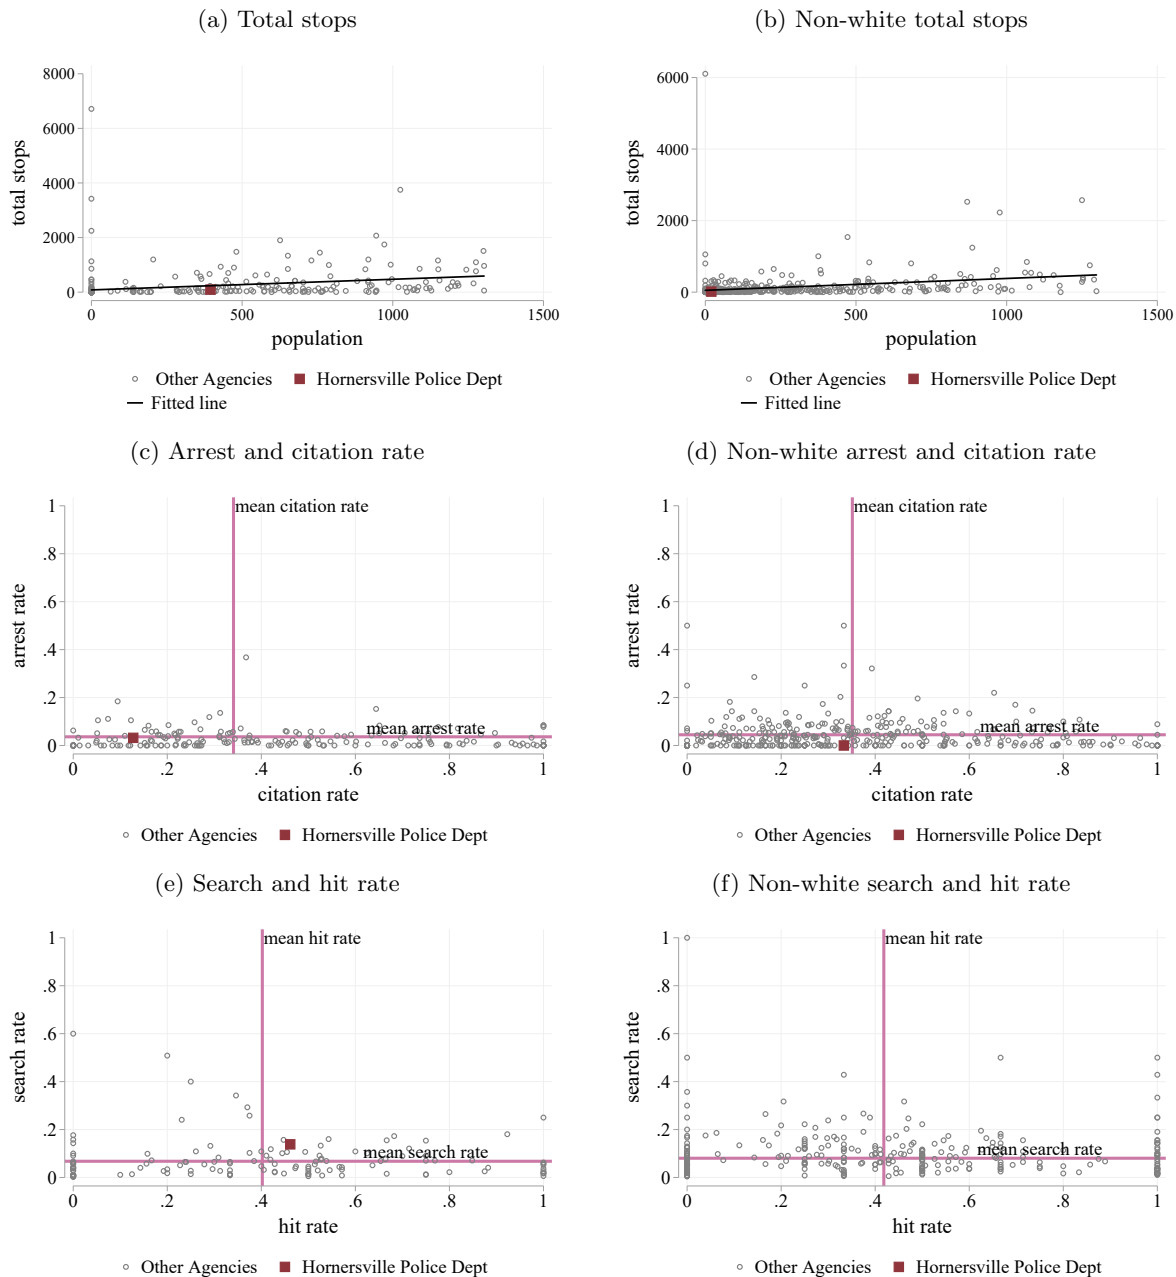 (a) Total stops
(b) Non-white total stops
8000
6000
4000
2000
0
total stops
0 500 1000 1500
population
Other Agencies Hornersville Police Dept
Fitted line
6000
4000
2000
0
total stops
0 500 1000 1500
population
Other Agencies Hornersville Police Dept
Fitted line
(c) Arrest and citation rate
(d) Non-white arrest and citation rate
mean citation rate
1
.8
.6
.4
.2
0
arrest rate
mean arrest rate
0 .2 .4 .6 .8 1
citation rate
Other Agencies Hornersville Police Dept
mean citation rate
1
.8
.6
.4
.2
0
arrest rate
mean arrest rate
0 .2 .4 .6 .8 1
citation rate
Other Agencies Hornersville Police Dept
(e) Search and hit rate
(f) Non-white search and hit rate
mean hit rate
1
.8
.6
.4
.2
0
search rate
mean search rate
0 .2 .4 .6 .8 1
hit rate
Other Agencies Hornersville Police Dept
mean hit rate
1
.8
.6
.4
.2
0
search rate
mean search rate
0 .2 .4 .6 .8 1
hit rate
Other Agencies Hornersville Police Dept